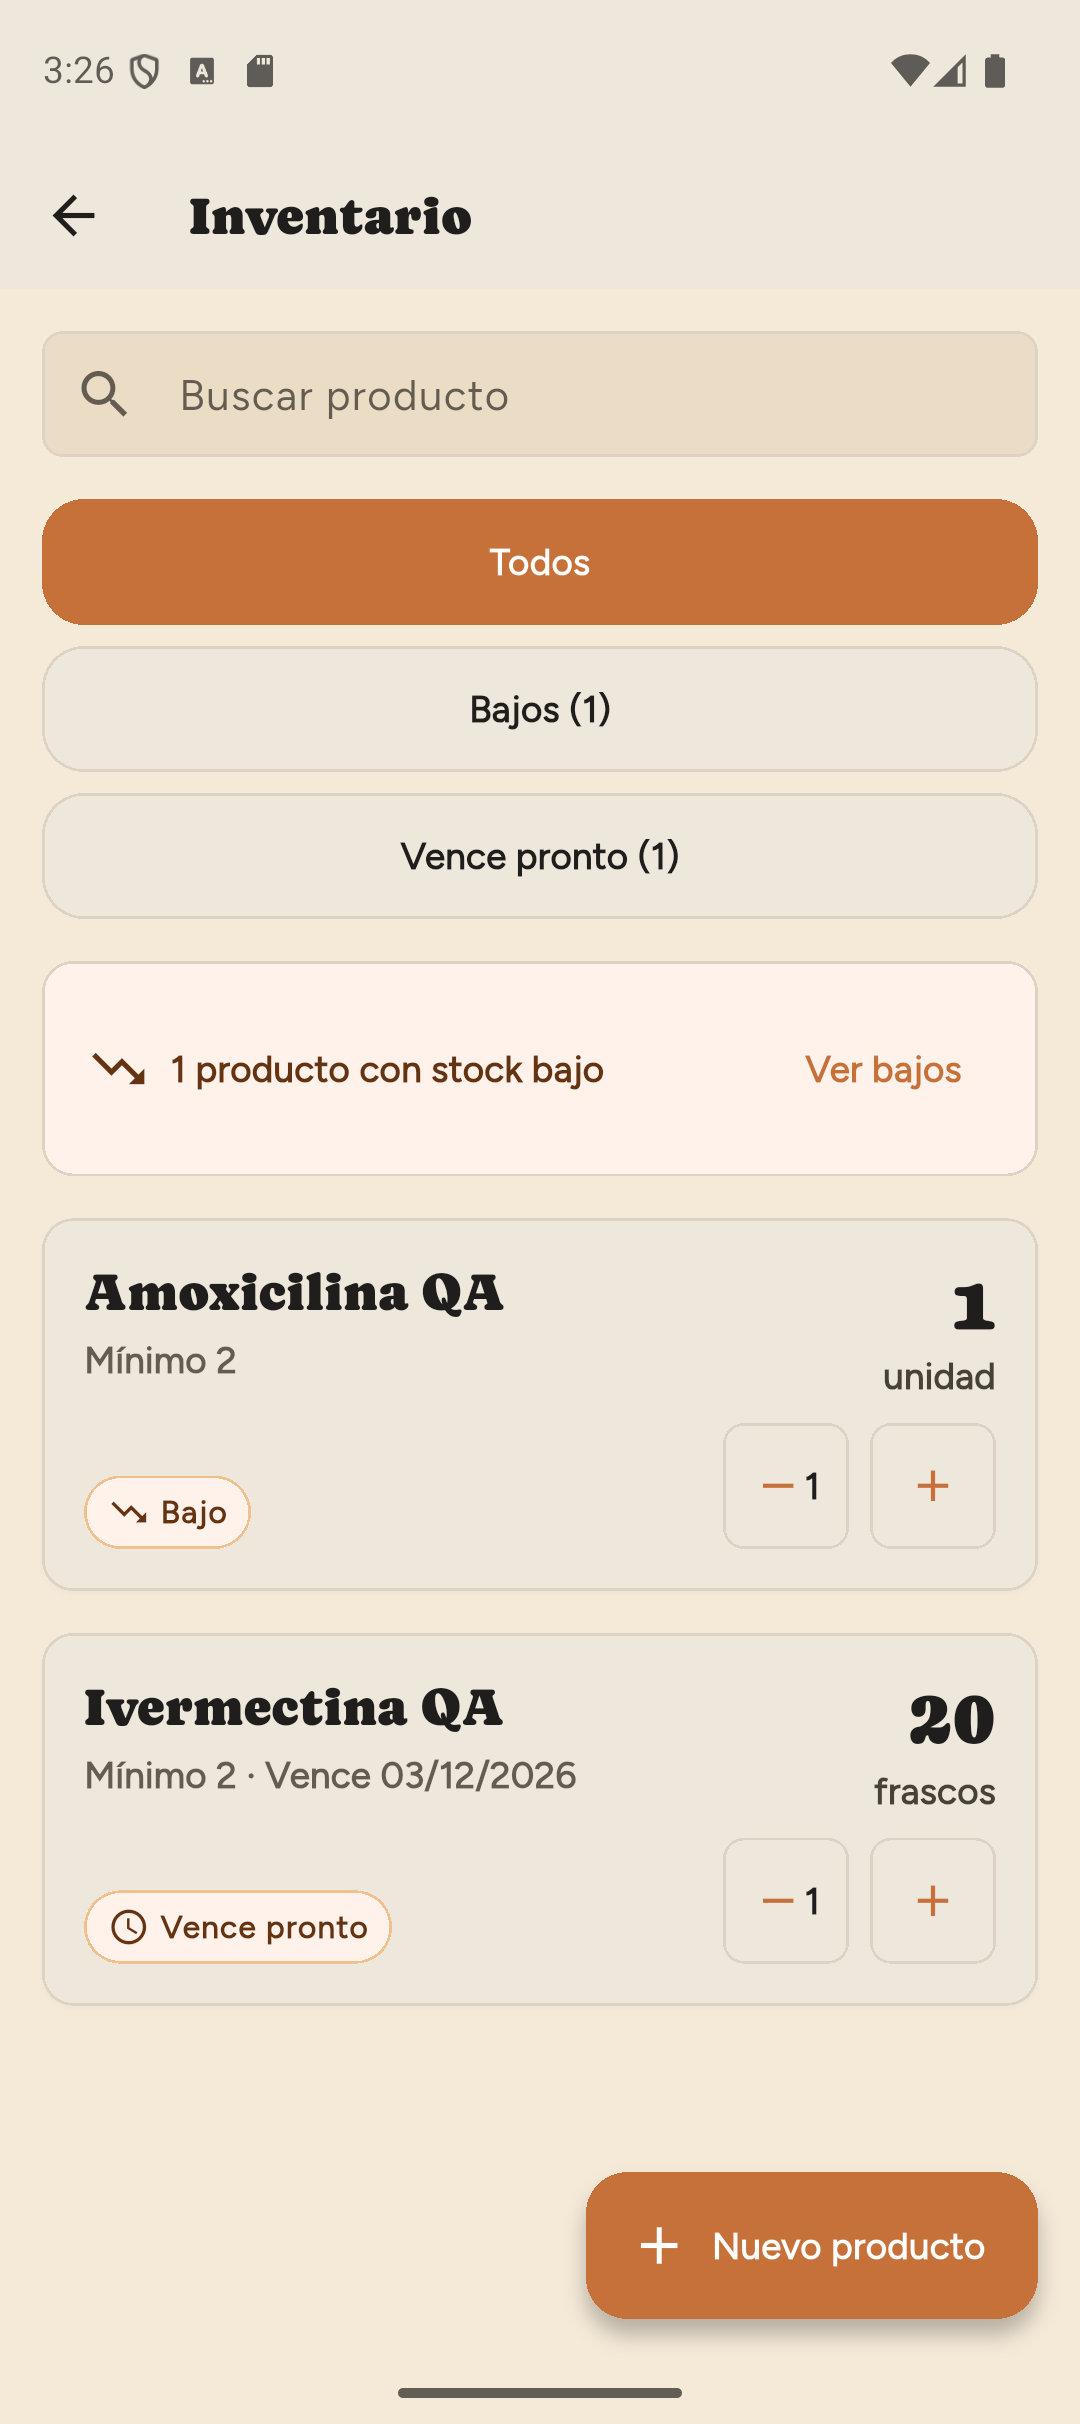 3:26
Inventario
Buscar producto
Todos
Bajos (1)
Vence pronto (1)
1 producto con stock bajo
Ver bajos
Amoxicilina QA
1
Mínimo 2
unidad
— 1
+
Bajo
Ivermectina QA
20
Mínimo 2 · Vence 03/12/2026
frascos
— 1
+
Vence pronto
+ Nuevo producto